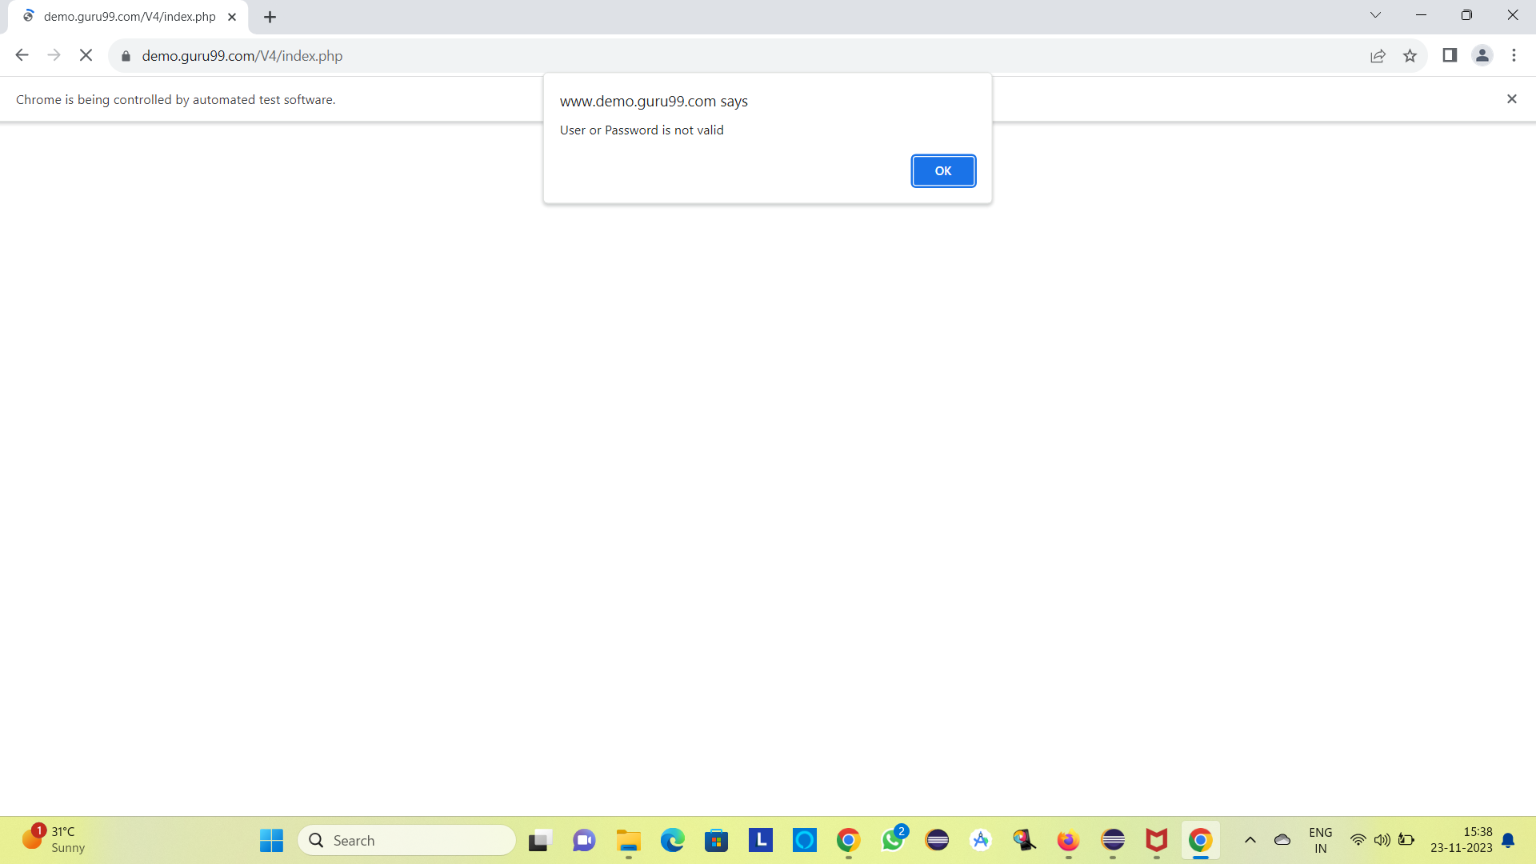 demo.guru99.com/V4/index.php
demo.guru99.com/V4/index.php
Chrome is being controlled by automated test software.
www.demo.guru99.com says
User or Password is not valid
OK
1
31°C
Sunny
Search
L
2
ENG
IN
15:38
23-11-2023